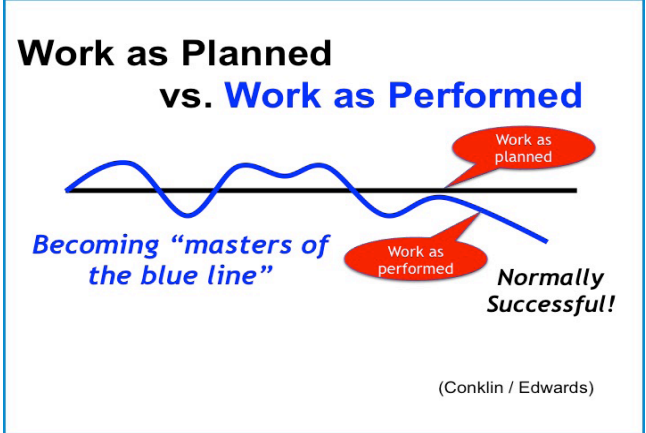 Work as Planned
vs. Work as Performed
Work as
planned
Becoming “masters of
the blue line”
Work as
performed
Normally
Successful!
(Conklin / Edwards)